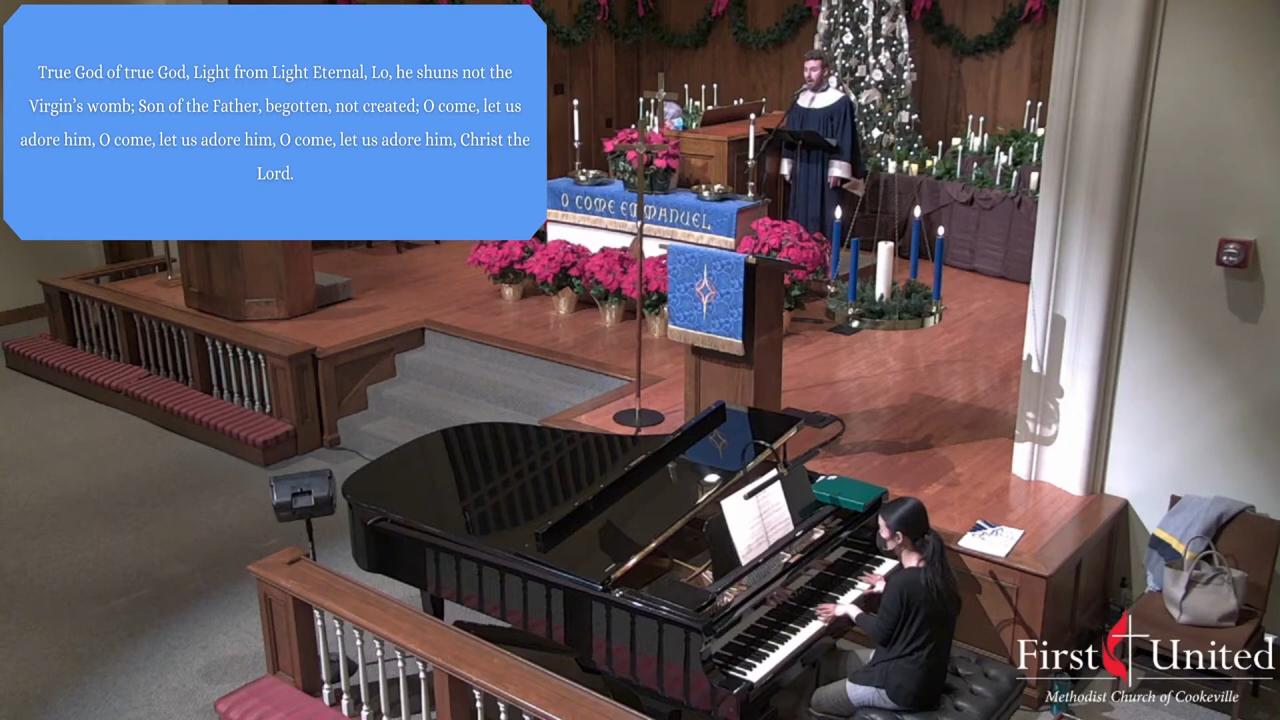 True God of true God, Light from Light Eternal, Lo, he shuns not the
Virgin’s womb; Son of the Father, begotten, not created; O come, let us
adore him, O come, let us adore him, O come, let us adore him, Christ the
Lord.
O COME EMMANUEL
First United
Methodist Church of Cookeville